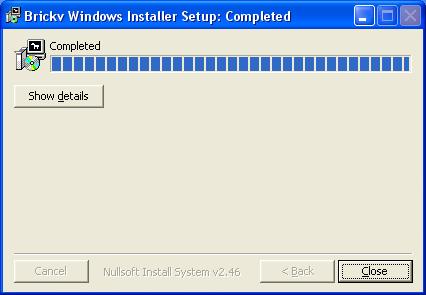 Brickv Windows Installer Setup: Completed
Completed
Show details
Cancel
Nullsoft Install System v2.46
< Back
Close